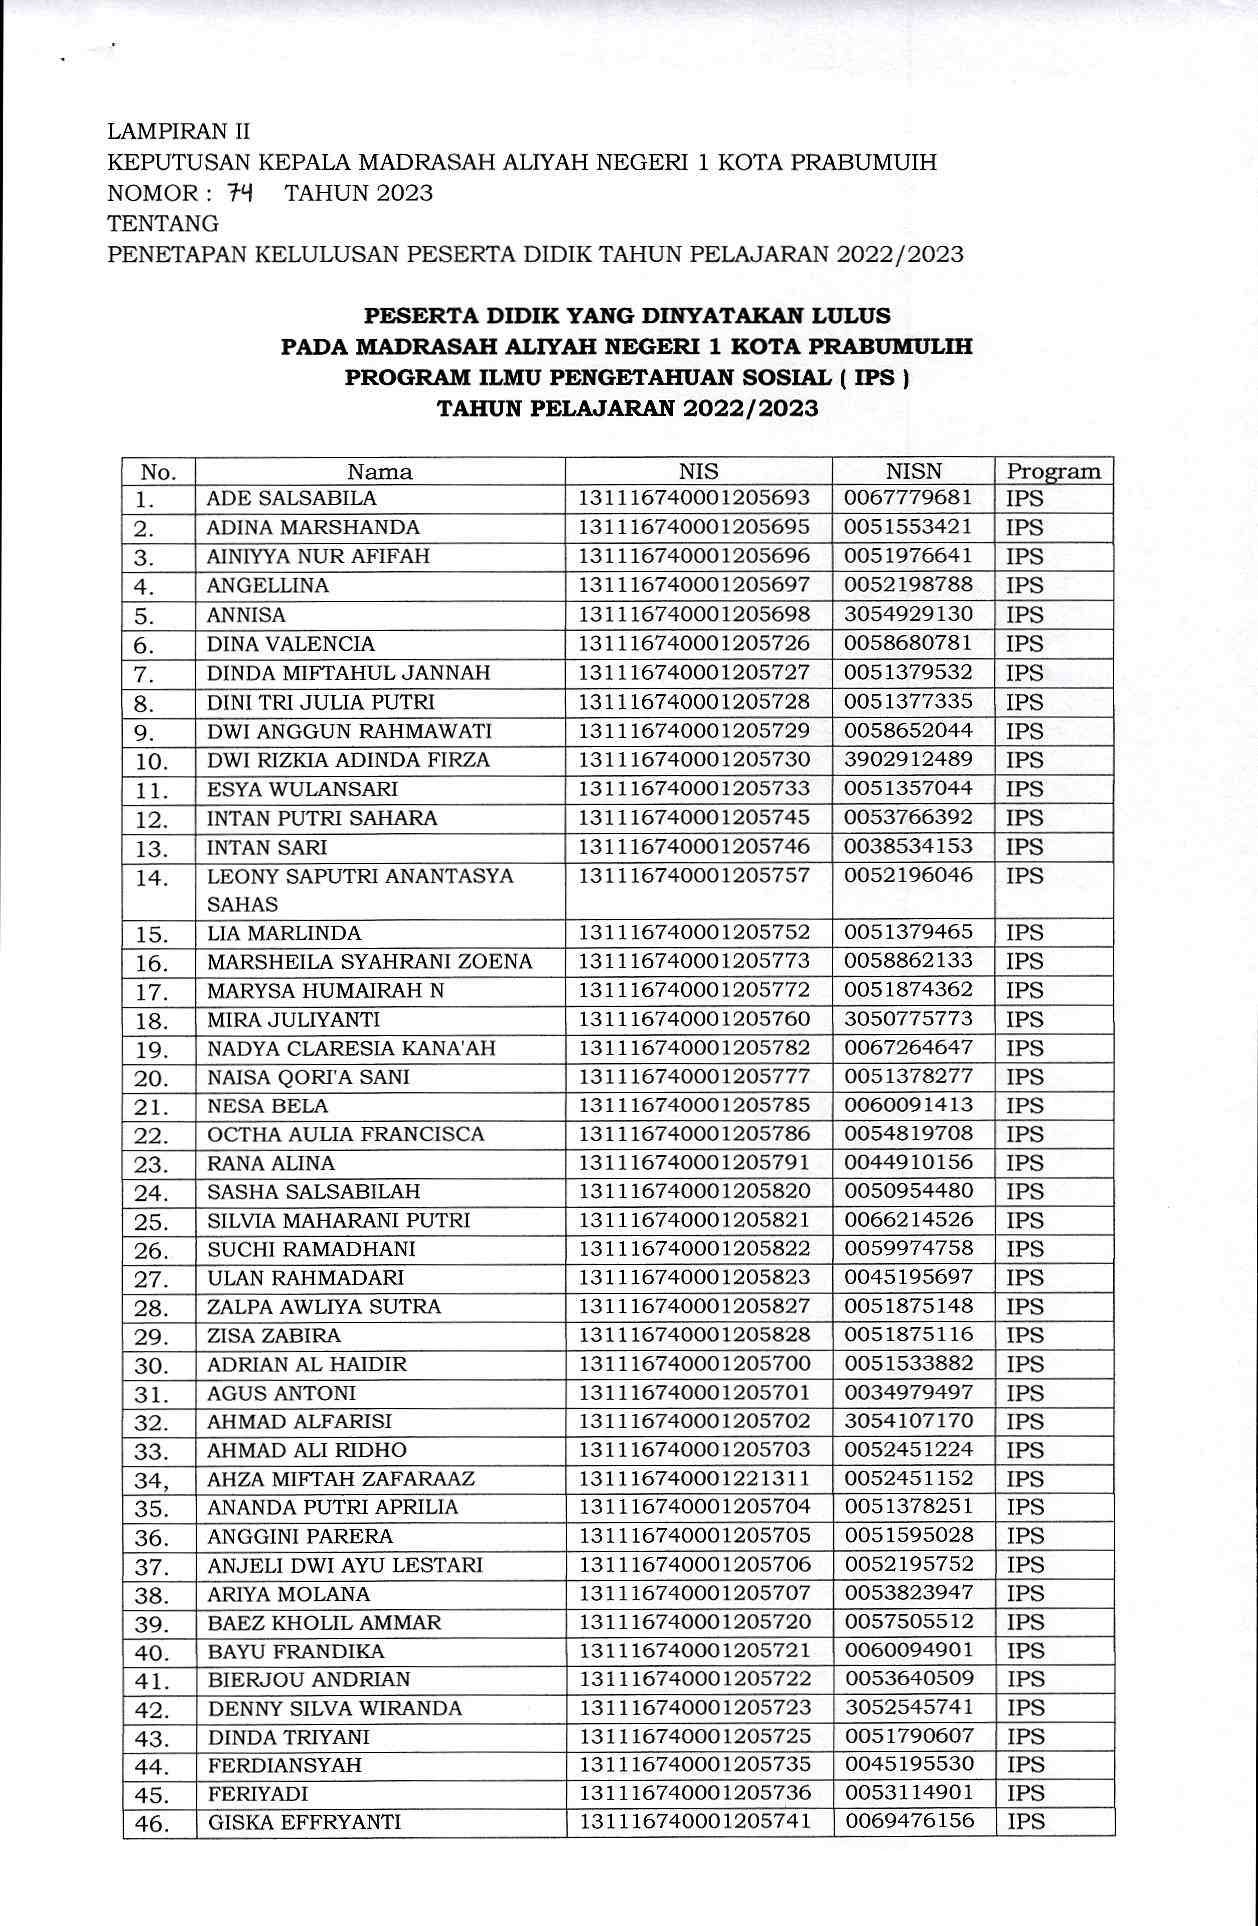 LAMPIRAN II
KEPUTUSAN KEPALA MADRASAH ALIYAH NEGERI 1 KOTA PRABUMUIH
NOMOR : 74 TAHUN 2023
TENTANG
PENETAPAN KELULUSAN PESERTA DIDIK TAHUN PELAJARAN 2022/2023
PESERTA DIDIK YANG DINYATAKAN LULUS
PADA MADRASAH ALIYAH NEGERI 1 KOTA PRABUMULIH
PROGRAM ILMU PENGETAHUAN SOSIAL ( IPS )
TAHUN PELAJARAN 2022/2023
No. Nama NIS NISN Program
1. ADE SALSABILA 131116740001205693 0067779681 IPS
2. ADINA MARSHANDA 131116740001205695 0051553421 IPS
3. AINIYYA NUR AFIFAH 131116740001205696 0051976641 IPS
4. ANGELLINA 131116740001205697 0052198788 IPS
5. ANNISA 131116740001205698 3054929130 IPS
6. DINA VALENCIA 131116740001205726 0058680781 IPS
7. DINDA MIFTAHUL JANNAH 131116740001205727 0051379532 IPS
8. DINI TRI JULIA PUTRI 131116740001205728 0051377335 IPS
9. DWI ANGGUN RAHMAWATI 131116740001205729 0058652044 IPS
10. DWI RIZKIA ADINDA FIRZA 131116740001205730 3902912489 IPS
11. ESYA WULANSARI 131116740001205733 0051357044 IPS
12. INTAN PUTRI SAHARA 131116740001205745 0053766392 IPS
13. INTAN SARI 131116740001205746 0038534153 IPS
14. LEONY SAPUTRI ANANTASYA 131116740001205757 0052196046 IPS
SAHAS
15. LIA MARLINDA 131116740001205752 0051379465 IPS
16. MARSHEILA SYAHRANI ZOENA 131116740001205773 0058862133 IPS
17. MARYSA HUMAIRAH N 131116740001205772 0051874362 IPS
18. MIRA JULIYANTI 131116740001205760 3050775773 IPS
19. NADYA CLARESIA KANA'AH 131116740001205782 0067264647 IPS
20. NAISA QORI'A SANI 131116740001205777 0051378277 IPS
21. NESA BELA 131116740001205785 0060091413 IPS
22. OCTHA AULIA FRANCISCA 131116740001205786 0054819708 IPS
23. RANA ALINA 131116740001205791 0044910156 IPS
24. SASHA SALSABILAH 131116740001205820 0050954480 IPS
25. SILVIA MAHARANI PUTRI 131116740001205821 0066214526 IPS
26. SUCHI RAMADHANI 131116740001205822 0059974758 IPS
27. ULAN RAHMADARI 131116740001205823 0045195697 IPS
28. ZALPA AWLIYA SUTRA 131116740001205827 0051875148 IPS
29. ZISA ZABIRA 131116740001205828 0051875116 IPS
30. ADRIAN AL HAIDIR 131116740001205700 0051533882 IPS
31. AGUS ANTONI 131116740001205701 0034979497 IPS
32. AHMAD ALFARISI 131116740001205702 3054107170 IPS
33. AHMAD ALI RIDHO 131116740001205703 0052451224 IPS
34, AHZA MIFTAH ZAFARAAZ 131116740001221311 0052451152 IPS
35. ANANDA PUTRI APRILIA 131116740001205704 0051378251 IPS
36. ANGGINI PARERA 131116740001205705 0051595028 IPS
37. ANJELI DWI AYU LESTARI 131116740001205706 0052195752 IPS
38. ARIYA MOLANA 131116740001205707 0053823947 IPS
39. BAEZ KHOLIL AMMAR 131116740001205720 0057505512 IPS
40. BAYU FRANDIKA 131116740001205721 0060094901 IPS
41. BIERJOU ANDRIAN 131116740001205722 0053640509 IPS
42. DENNY SILVA WIRANDA 131116740001205723 3052545741 IPS
43. DINDA TRIYANI 131116740001205725 0051790607 IPS
44. FERDIANSYAH 131116740001205735 0045195530 IPS
45. FERIYADI 131116740001205736 0053114901 IPS
46. GISKA EFFRYANTI 131116740001205741 0069476156 IPS